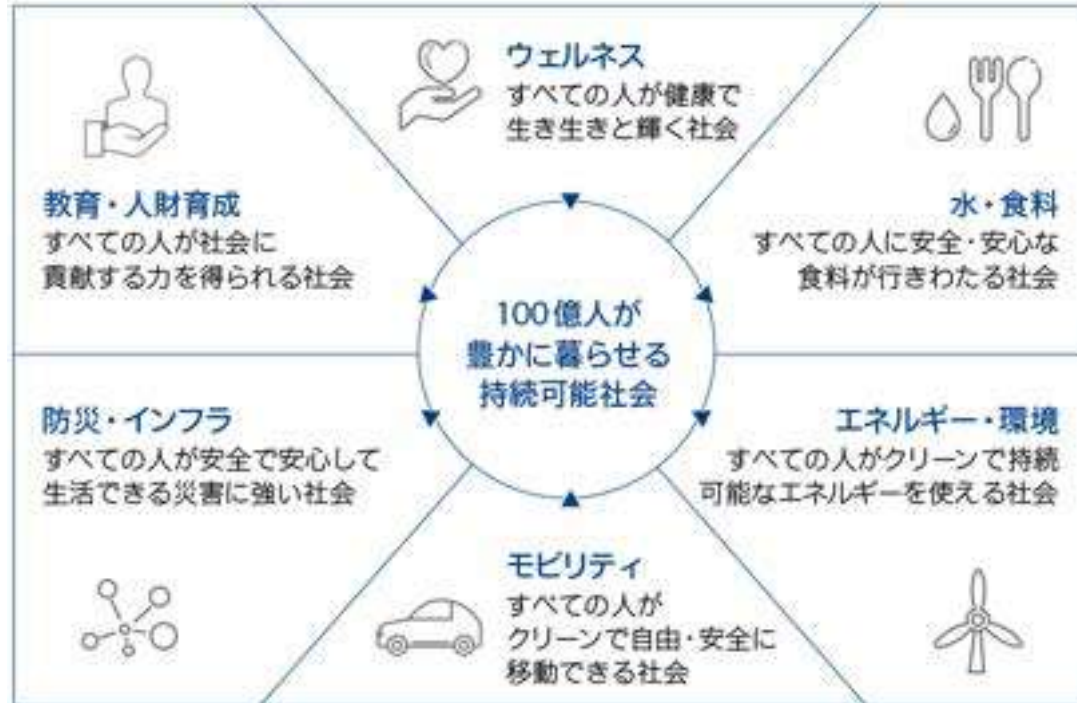 ウェルネス
すべての人が健康で
生き生きと輝く社会
教育・人財育成
すべての人が社会に
貢献する力を得られる社会
水・食料
すべての人に安全・安心な
食料が行きわたる社会
100億人が
豊かに暮らせる
持続可能社会
防災・インフラ
すべての人が安全で安心して
生活できる災害に強い社会
エネルギー・環境
すべての人がクリーンで持続
可能なエネルギーを使える社会
モビリティ
すべての人が
クリーンで自由・安全に
移動できる社会